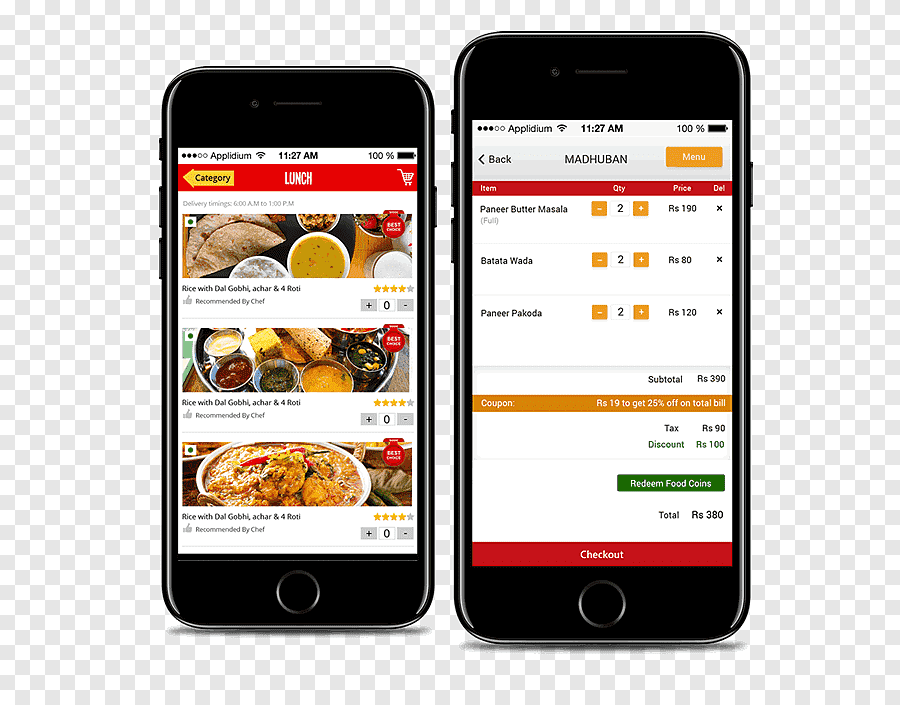 ●●●○○ Applidium 11:27 AM 100 %
Category LUNCH
Delivery timings: 6:00 A.M to 1:00 P.M
BEST
CHOICE
Rice with Dal Gobhi, achar & 4 Roti
Recommended By Chef
+ 0 -
BEST
CHOICE
Rice with Dal Gobhi, achar & 4 Roti
Recommended By Chef
+ 0 -
BEST
CHOICE
Rice with Dal Gobhi, achar & 4 Roti
Recommended By Chef
+ 0 -
●●●○○ Applidium 11:27 AM 100 %
Back MADHUBAN Menu
Item Qty Price Del
Paneer Butter Masala − 2 + Rs 190 ×
(Full)
Batata Wada − 2 + Rs 80 ×
Paneer Pakoda − 2 + Rs 120 ×
Subtotal Rs 390
Coupon: Rs 19 to get 25% off on total bill
Tax Rs 90
Discount Rs 100
Redeem Food Coins
Total Rs 380
Checkout